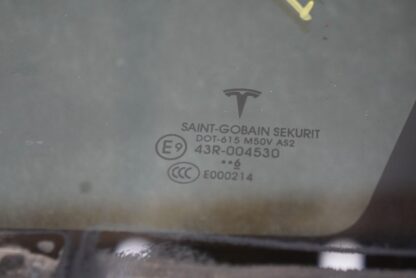 SAINT-GOBAIN SEKURIT
DOT-615 M50V AS2
E9 43R-004530
**6
CCC E000214